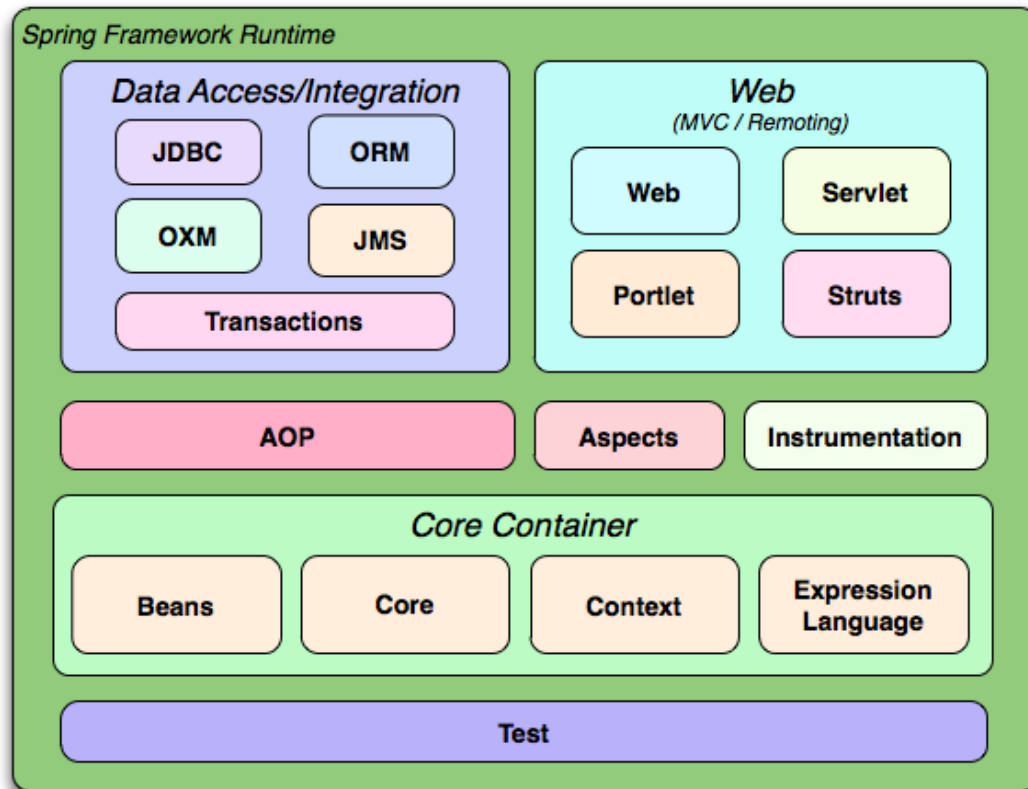 Spring Framework Runtime
Data Access/Integration
JDBC
ORM
OXM
JMS
Transactions
Web
(MVC / Remoting)
Web
Servlet
Portlet
Struts
AOP
Aspects
Instrumentation
Core Container
Beans
Core
Context
Expression
Language
Test